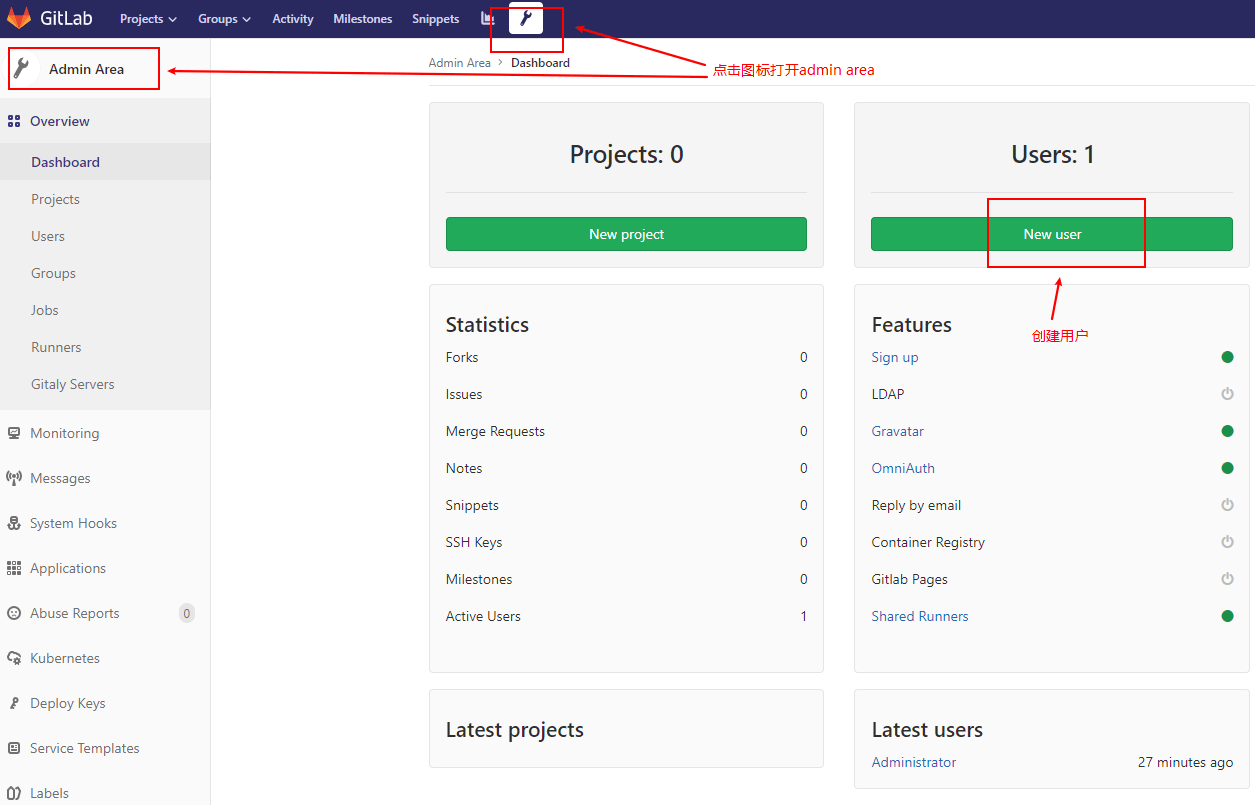 GitLab Projects Groups Activity Milestones Snippets
Admin Area
Admin Area › Dashboard
点击图标打开admin area
Overview
Dashboard
Projects
Users
Groups
Jobs
Runners
Gitaly Servers
Monitoring
Messages
System Hooks
Applications
Abuse Reports 0
Kubernetes
Deploy Keys
Service Templates
Labels
Projects: 0
New project
Users: 1
New user
创建用户
Statistics
Forks 0
Issues 0
Merge Requests 0
Notes 0
Snippets 0
SSH Keys 0
Milestones 0
Active Users 1
Features
Sign up
LDAP
Gravatar
OmniAuth
Reply by email
Container Registry
Gitlab Pages
Shared Runners
Latest projects
Latest users
Administrator 27 minutes ago